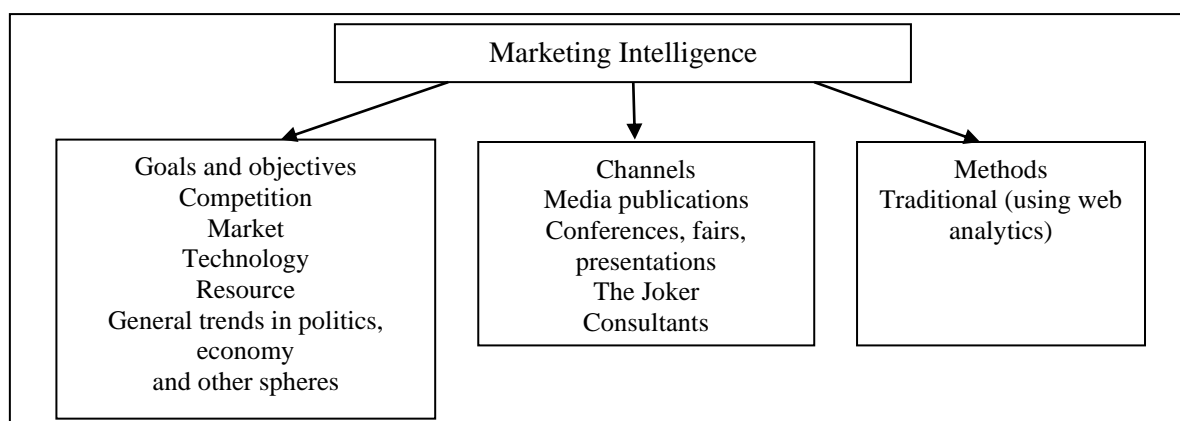 Marketing Intelligence
Goals and objectives
Competition
Market
Technology
Resource
General trends in politics,
economy
and other spheres
Channels
Media publications
Conferences, fairs,
presentations
The Joker
Consultants
Methods
Traditional (using web
analytics)